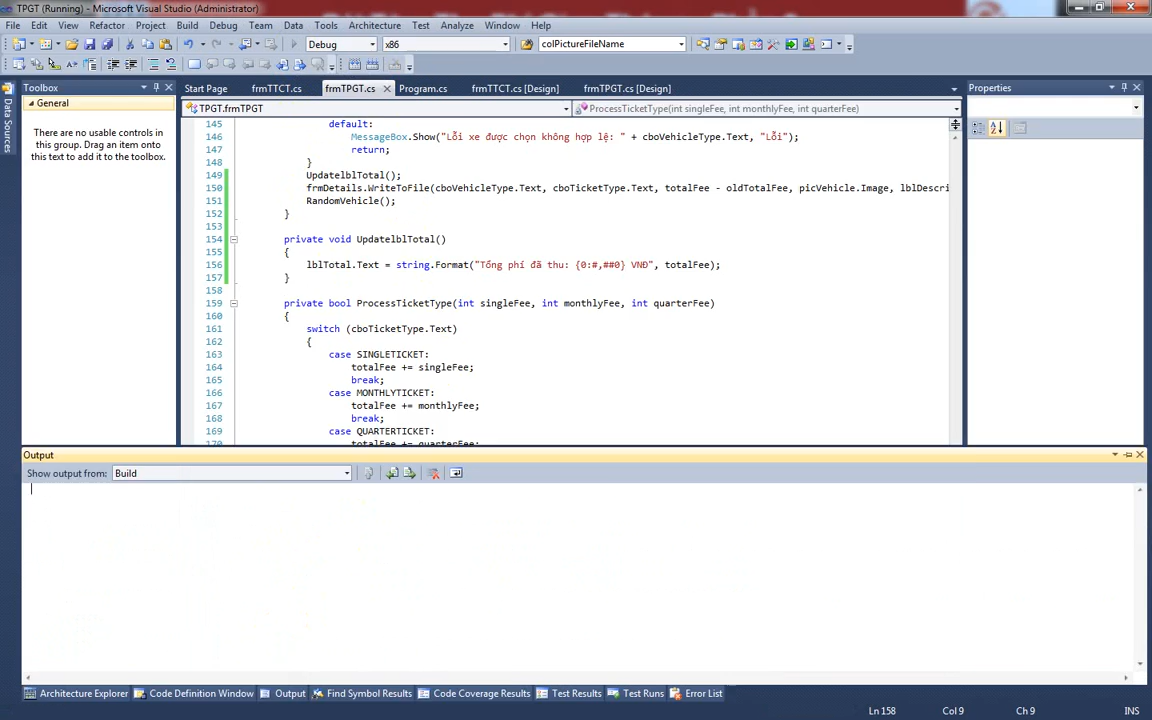 TPGT (Running) - Microsoft Visual Studio (Administrator)
File Edit View Refactor Project Build Debug Team Data Tools Architecture Test Analyze Window Help
Debug x86 colPictureFileName
Toolbox
Start Page frmTTCT.cs frmTPGT.cs Program.cs frmTTCT.cs [Design] frmTPGT.cs [Design]
Properties
Data Sources
General
TPGT.frmTPGT
ProcessTicketType(int singleFee, int monthlyFee, int quarterFee)
There are no usable controls in
this group. Drag an item onto
this text to add it to the toolbox.
145 default:
146 MessageBox.Show("Lỗi xe được chọn không hợp lệ: " + cboVehicleType.Text, "Lỗi");
147 return;
148 }
149 UpdatelblTotal();
150 frmDetails.WriteToFile(cboVehicleType.Text, cboTicketType.Text, totalFee - oldTotalFee, picVehicle.Image, lblDescri
151 RandomVehicle();
152 }
153
154 private void UpdatelblTotal()
155 {
156 lblTotal.Text = string.Format("Tổng phí đã thu: {0:#,##0} VNĐ", totalFee);
157 }
158
159 private bool ProcessTicketType(int singleFee, int monthlyFee, int quarterFee)
160 {
161 switch (cboTicketType.Text)
162 {
163 case SINGLETICKET:
164 totalFee += singleFee;
165 break;
166 case MONTHLYTICKET:
167 totalFee += monthlyFee;
168 break;
169 case QUARTERTICKET:
170 totalFee += quarterFee;
Output
Show output from: Build
Architecture Explorer Code Definition Window Output Find Symbol Results Code Coverage Results Test Results Test Runs Error List
Ln 158 Col 9 Ch 9 INS